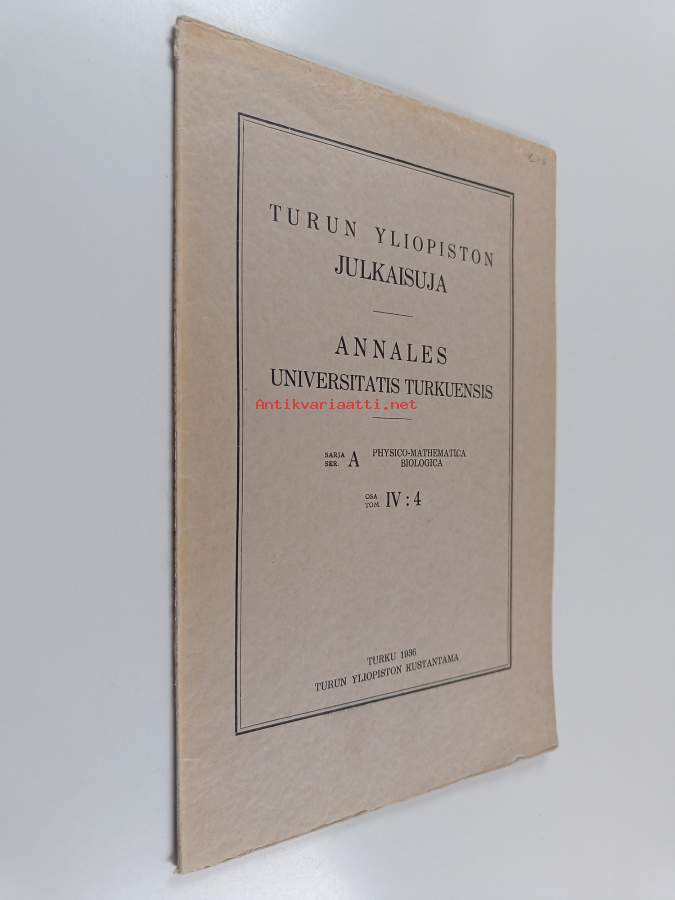 TURUN YLIOPISTON
JULKAISUJA
ANNALES
UNIVERSITATIS TURKUENSIS
Antikvariaatti.net
SARJA
SER. A PHYSICO-MATHEMATICA
BIOLOGICA
OSA
TOM. IV : 4
TURKU 1936
TURUN YLIOPISTON KUSTANTAMA